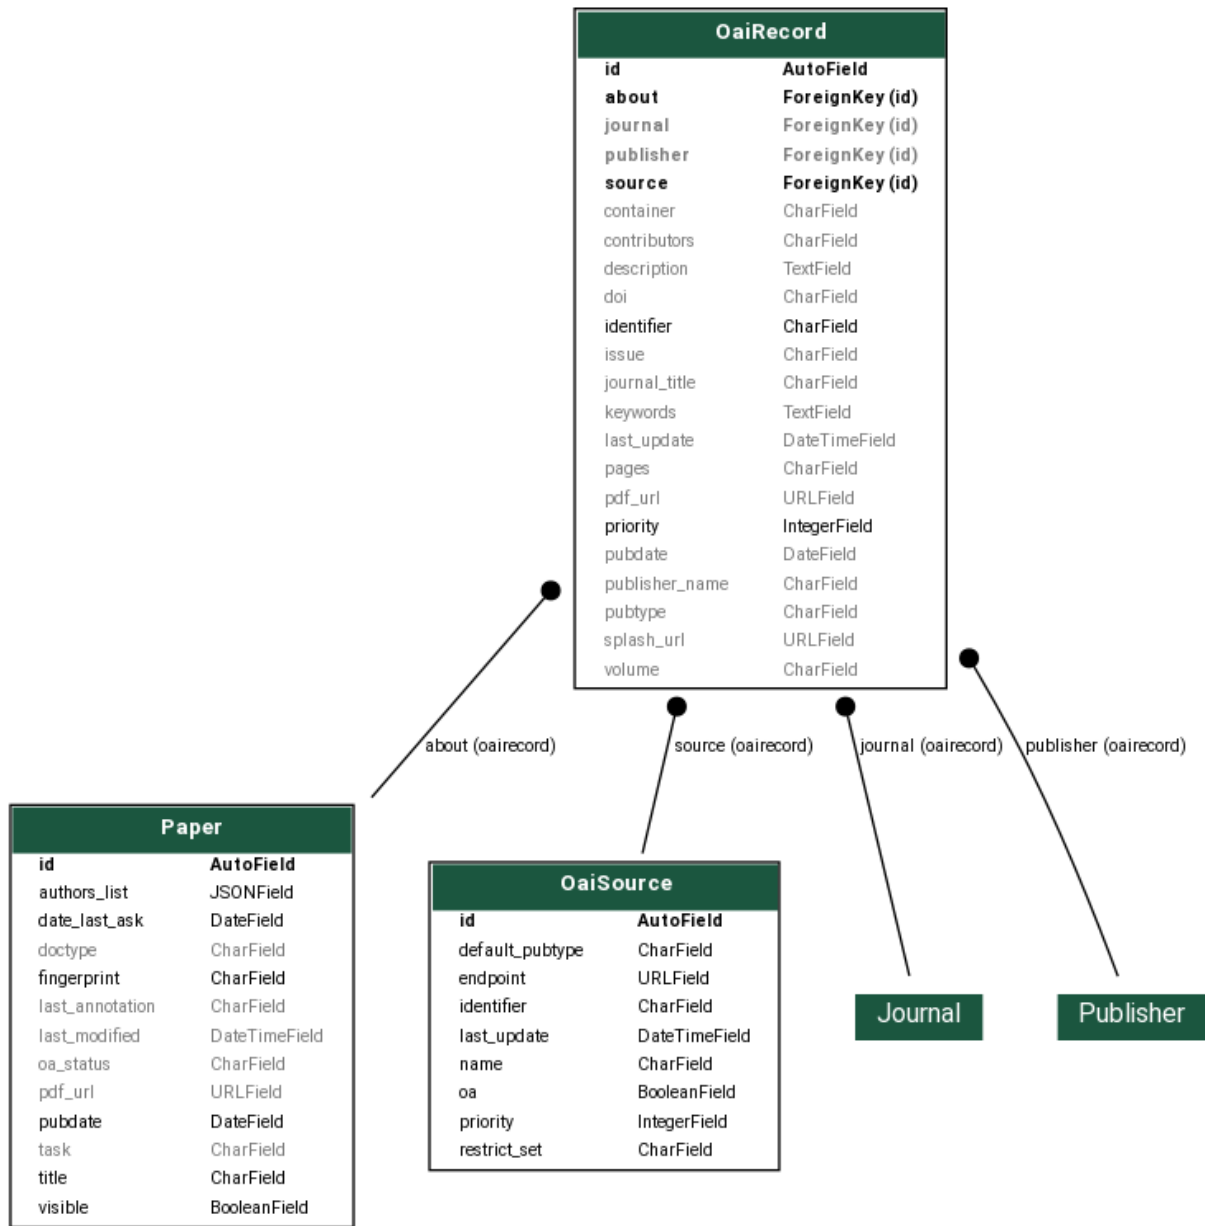 OaiRecord
id AutoField
about ForeignKey (id)
journal ForeignKey (id)
publisher ForeignKey (id)
source ForeignKey (id)
container CharField
contributors CharField
description TextField
doi CharField
identifier CharField
issue CharField
journal_title CharField
keywords TextField
last_update DateTimeField
pages CharField
pdf_url URLField
priority IntegerField
pubdate DateField
publisher_name CharField
pubtype CharField
splash_url URLField
volume CharField
about (oairecord)
source (oairecord)
journal (oairecord)
publisher (oairecord)
Paper
id AutoField
authors_list JSONField
date_last_ask DateField
doctype CharField
fingerprint CharField
last_annotation CharField
last_modified DateTimeField
oa_status CharField
pdf_url URLField
pubdate DateField
task CharField
title CharField
visible BooleanField
OaiSource
id AutoField
default_pubtype CharField
endpoint URLField
identifier CharField
last_update DateTimeField
name CharField
oa BooleanField
priority IntegerField
restrict_set CharField
Journal
Publisher